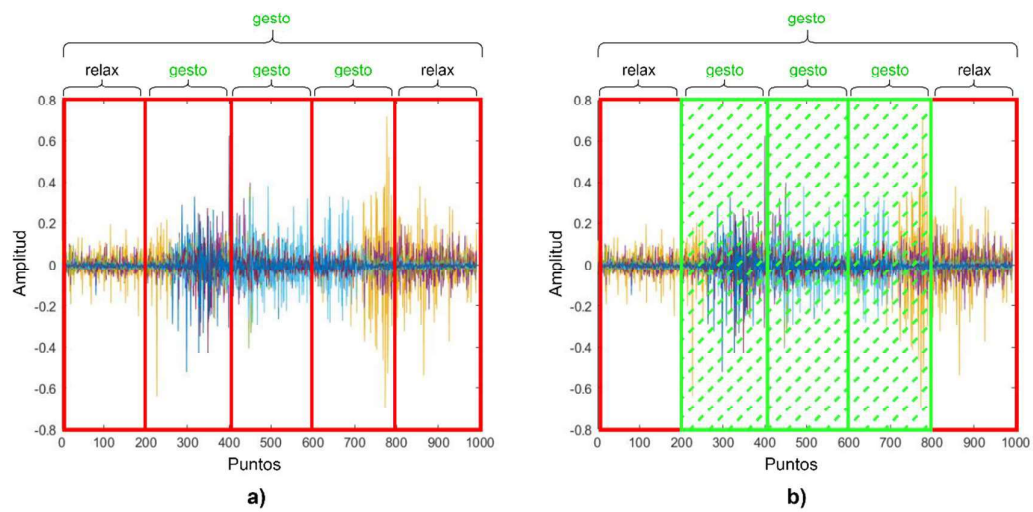 gesto
relax gesto gesto gesto relax
0.8
0.6
0.4
0.2
0
-0.2
-0.4
-0.6
-0.8
Amplitud
0 100 200 300 400 500 600 700 800 900 1000
Puntos
a)
gesto
relax gesto gesto gesto relax
0.8
0.6
0.4
0.2
0
-0.2
-0.4
-0.6
-0.8
Amplitud
0 100 200 300 400 500 600 700 800 900 1000
Puntos
b)